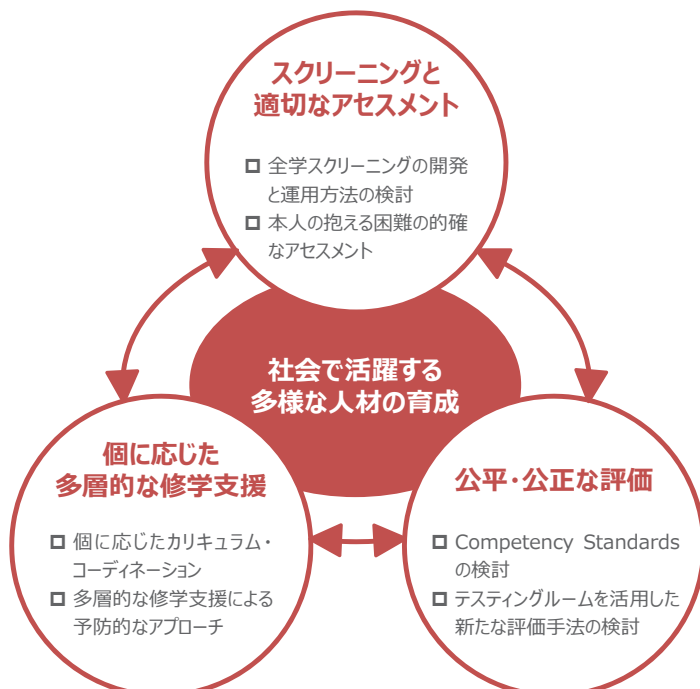 スクリーニングと
適切なアセスメント
全学スクリーニングの開発
と運用方法の検討
本人の抱える困難の的確
なアセスメント
社会で活躍する
多様な人材の育成
個に応じた
多層的な修学支援
個に応じたカリキュラム・
コーディネーション
多層的な修学支援による
予防的なアプローチ
公平・公正な評価
Competency Standards
の検討
テスティングルームを活用した
新たな評価手法の検討